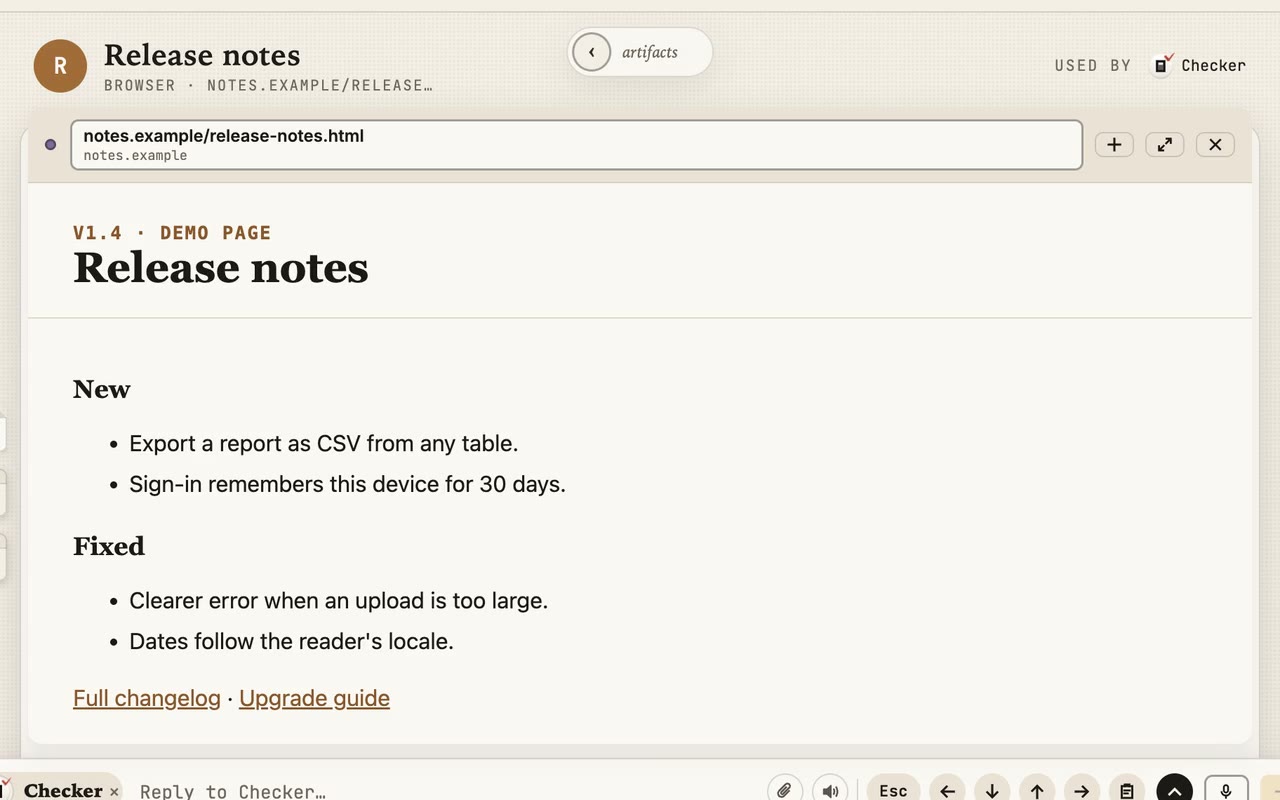 R
Release notes
BROWSER · NOTES.EXAMPLE/RELEASE…
‹ artifacts
USED BY Checker
notes.example/release-notes.html
notes.example
V1.4 · DEMO PAGE
Release notes
New
• Export a report as CSV from any table.
• Sign-in remembers this device for 30 days.
Fixed
• Clearer error when an upload is too large.
• Dates follow the reader's locale.
Full changelog · Upgrade guide
Checker × Reply to Checker… Esc ← ↓ ↑ →